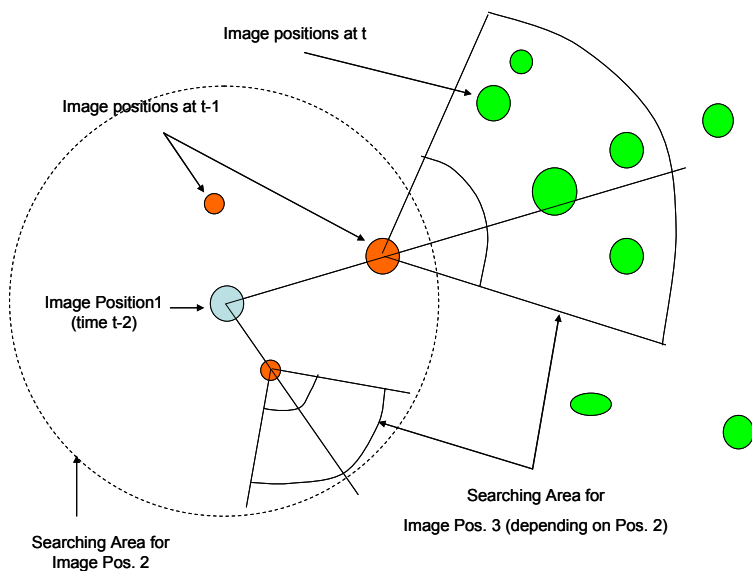 Image positions at t
Image positions at t-1
Image Position1
(time t-2)
Searching Area for
Image Pos. 3 (depending on Pos. 2)
Searching Area for
Image Pos. 2